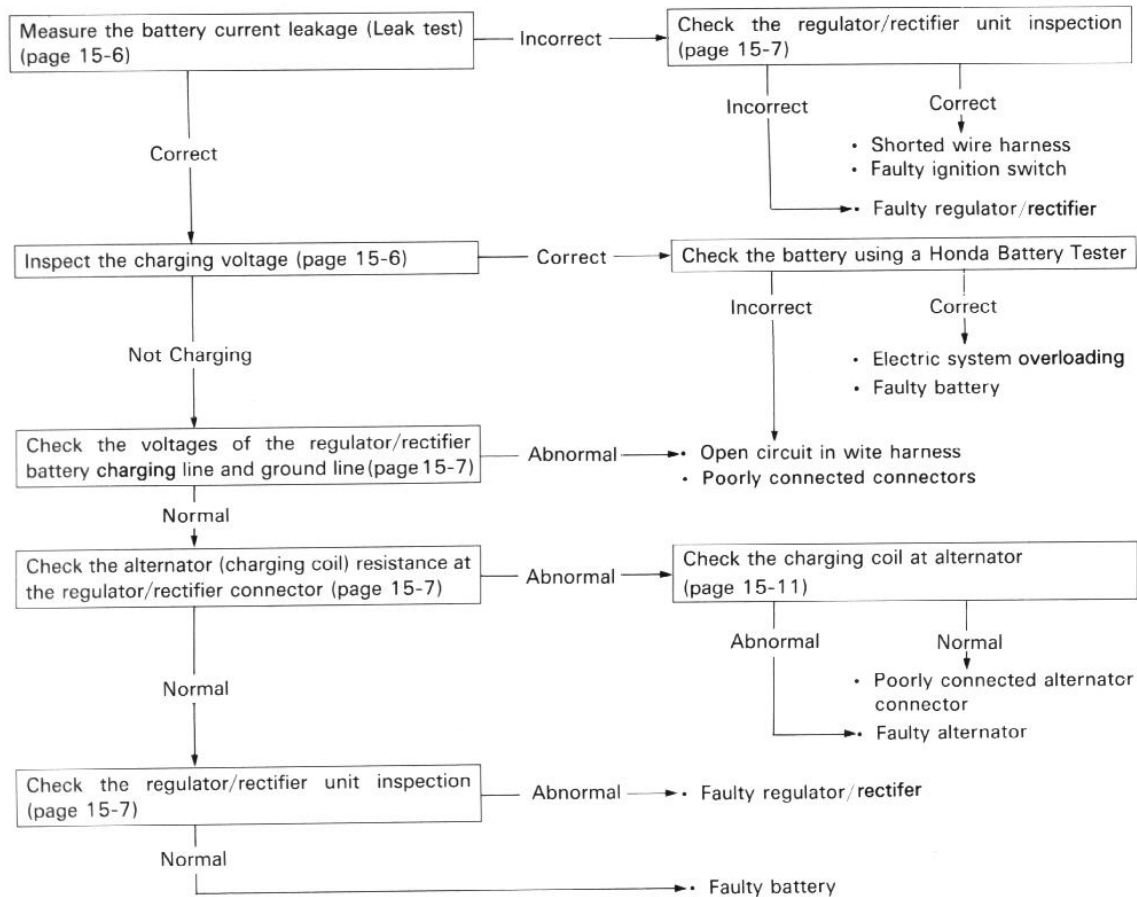 Measure the battery current leakage (Leak test)
(page 15-6)
Incorrect
Check the regulator/rectifier unit inspection
(page 15-7)
Incorrect
Correct
• Shorted wire harness
• Faulty ignition switch
• Faulty regulator/rectifier
Correct
Inspect the charging voltage (page 15-6)
Correct
Check the battery using a Honda Battery Tester
Incorrect
Correct
• Electric system overloading
• Faulty battery
Not Charging
Check the voltages of the regulator/rectifier
battery charging line and ground line (page 15-7)
Abnormal
• Open circuit in wite harness
• Poorly connected connectors
Normal
Check the alternator (charging coil) resistance at
the regulator/rectifier connector (page 15-7)
Abnormal
Check the charging coil at alternator
(page 15-11)
Abnormal
Normal
• Poorly connected alternator
connector
• Faulty alternator
Normal
Check the regulator/rectifier unit inspection
(page 15-7)
Abnormal
• Faulty regulator/rectifer
Normal
• Faulty battery